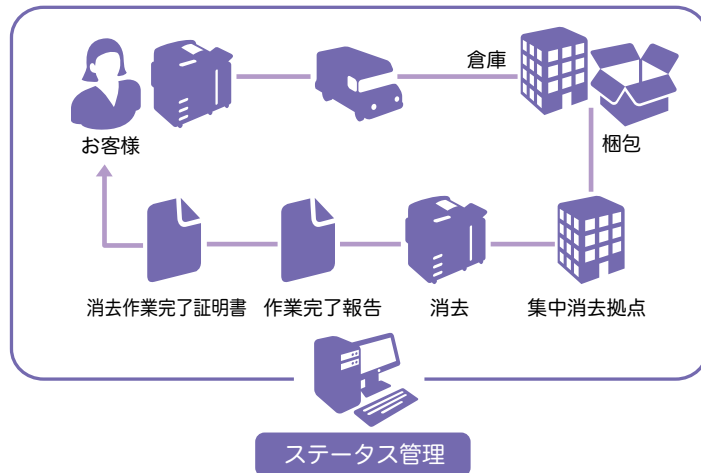 倉庫
お客様
梱包
消去作業完了証明書
作業完了報告
消去
集中消去拠点
ステータス管理